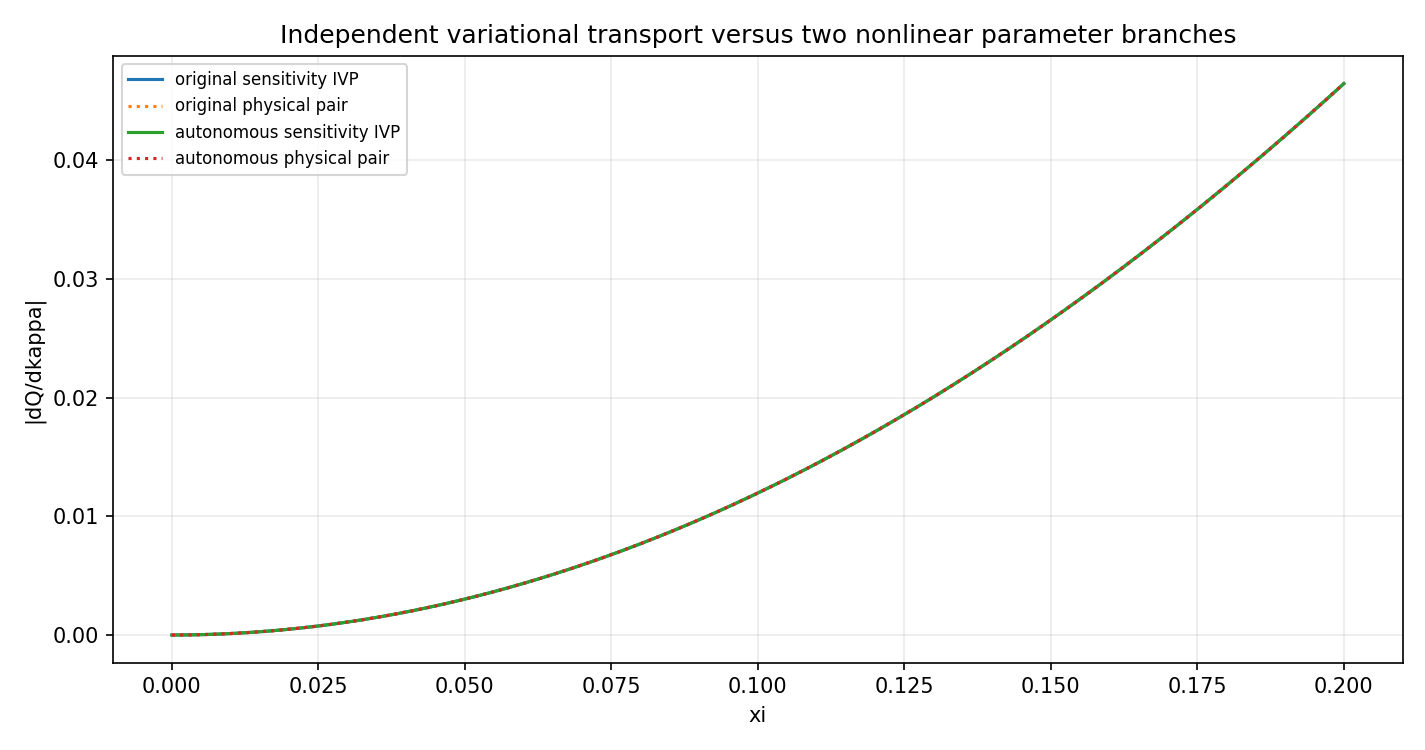 Independent variational transport versus two nonlinear parameter branches
original sensitivity IVP
original physical pair
autonomous sensitivity IVP
autonomous physical pair
|dQ/dkappa|
0.04
0.03
0.02
0.01
0.00
0.000 0.025 0.050 0.075 0.100 0.125 0.150 0.175 0.200
xi